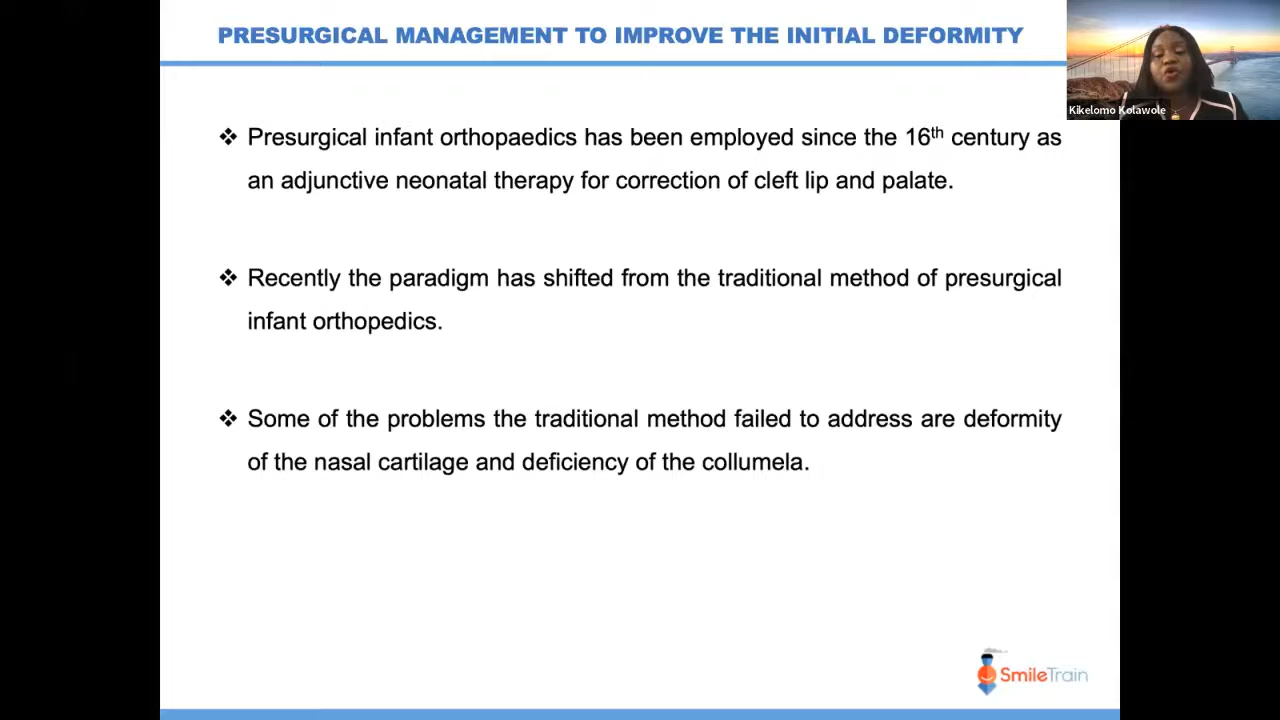 PRESURGICAL MANAGEMENT TO IMPROVE THE INITIAL DEFORMITY
Kikelomo Kolawole
❖ Presurgical infant orthopaedics has been employed since the 16th century as
an adjunctive neonatal therapy for correction of cleft lip and palate.
❖ Recently the paradigm has shifted from the traditional method of presurgical
infant orthopedics.
❖ Some of the problems the traditional method failed to address are deformity
of the nasal cartilage and deficiency of the collumela.
SmileTrain